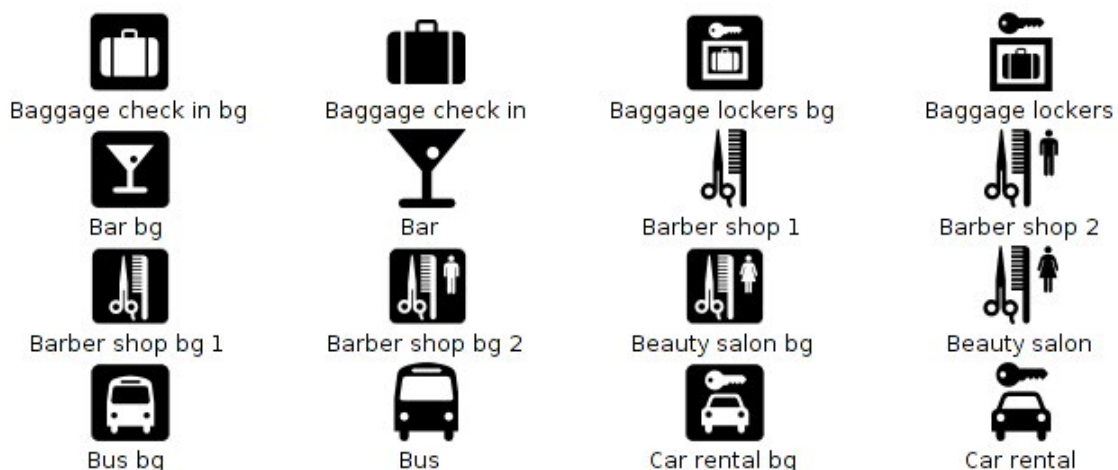 Baggage check in bg
Baggage check in
Baggage lockers bg
Baggage lockers
Bar bg
Bar
Barber shop 1
Barber shop 2
Barber shop bg 1
Barber shop bg 2
Beauty salon bg
Beauty salon
Bus bg
Bus
Car rental bg
Car rental